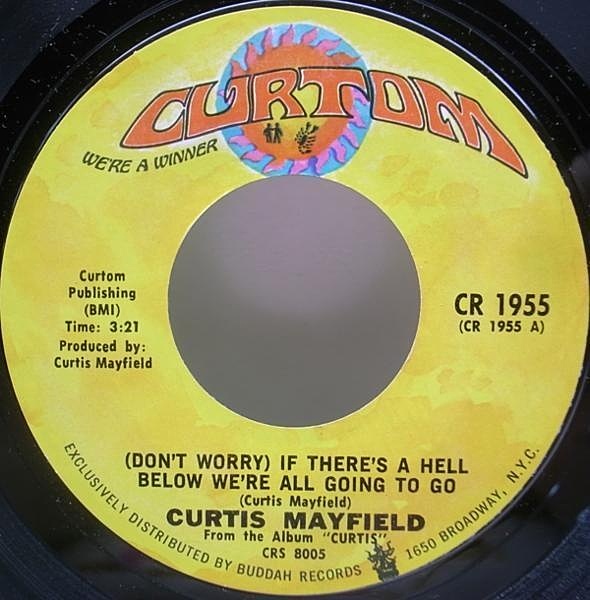 CURTOM
WE'RE A WINNER
Curtom
Publishing
(BMI)
Time: 3:21
Produced by:
Curtis Mayfield
CR 1955
(CR 1955 A)
(DON'T WORRY) IF THERE'S A HELL
BELOW WE'RE ALL GOING TO GO
(Curtis Mayfield)
CURTIS MAYFIELD
From the Album "CURTIS"
CRS 8005
EXCLUSIVELY DISTRIBUTED BY BUDDAH RECORDS 1650 BROADWAY, N.Y.C.